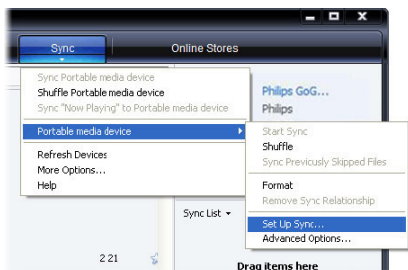 Sync
Online Stores
Sync Portable media device
Shuffle Portable media device
Sync "Now Playing" to Portable media device
Portable media device
Refresh Devices
More Options...
Help
Philips GoG...
Philips
Start Sync
Shuffle
Sync Previously Skipped Files
Format
Remove Sync Relationship
Set Up Sync...
Advanced Options...
Sync List
2 21
Drag items here